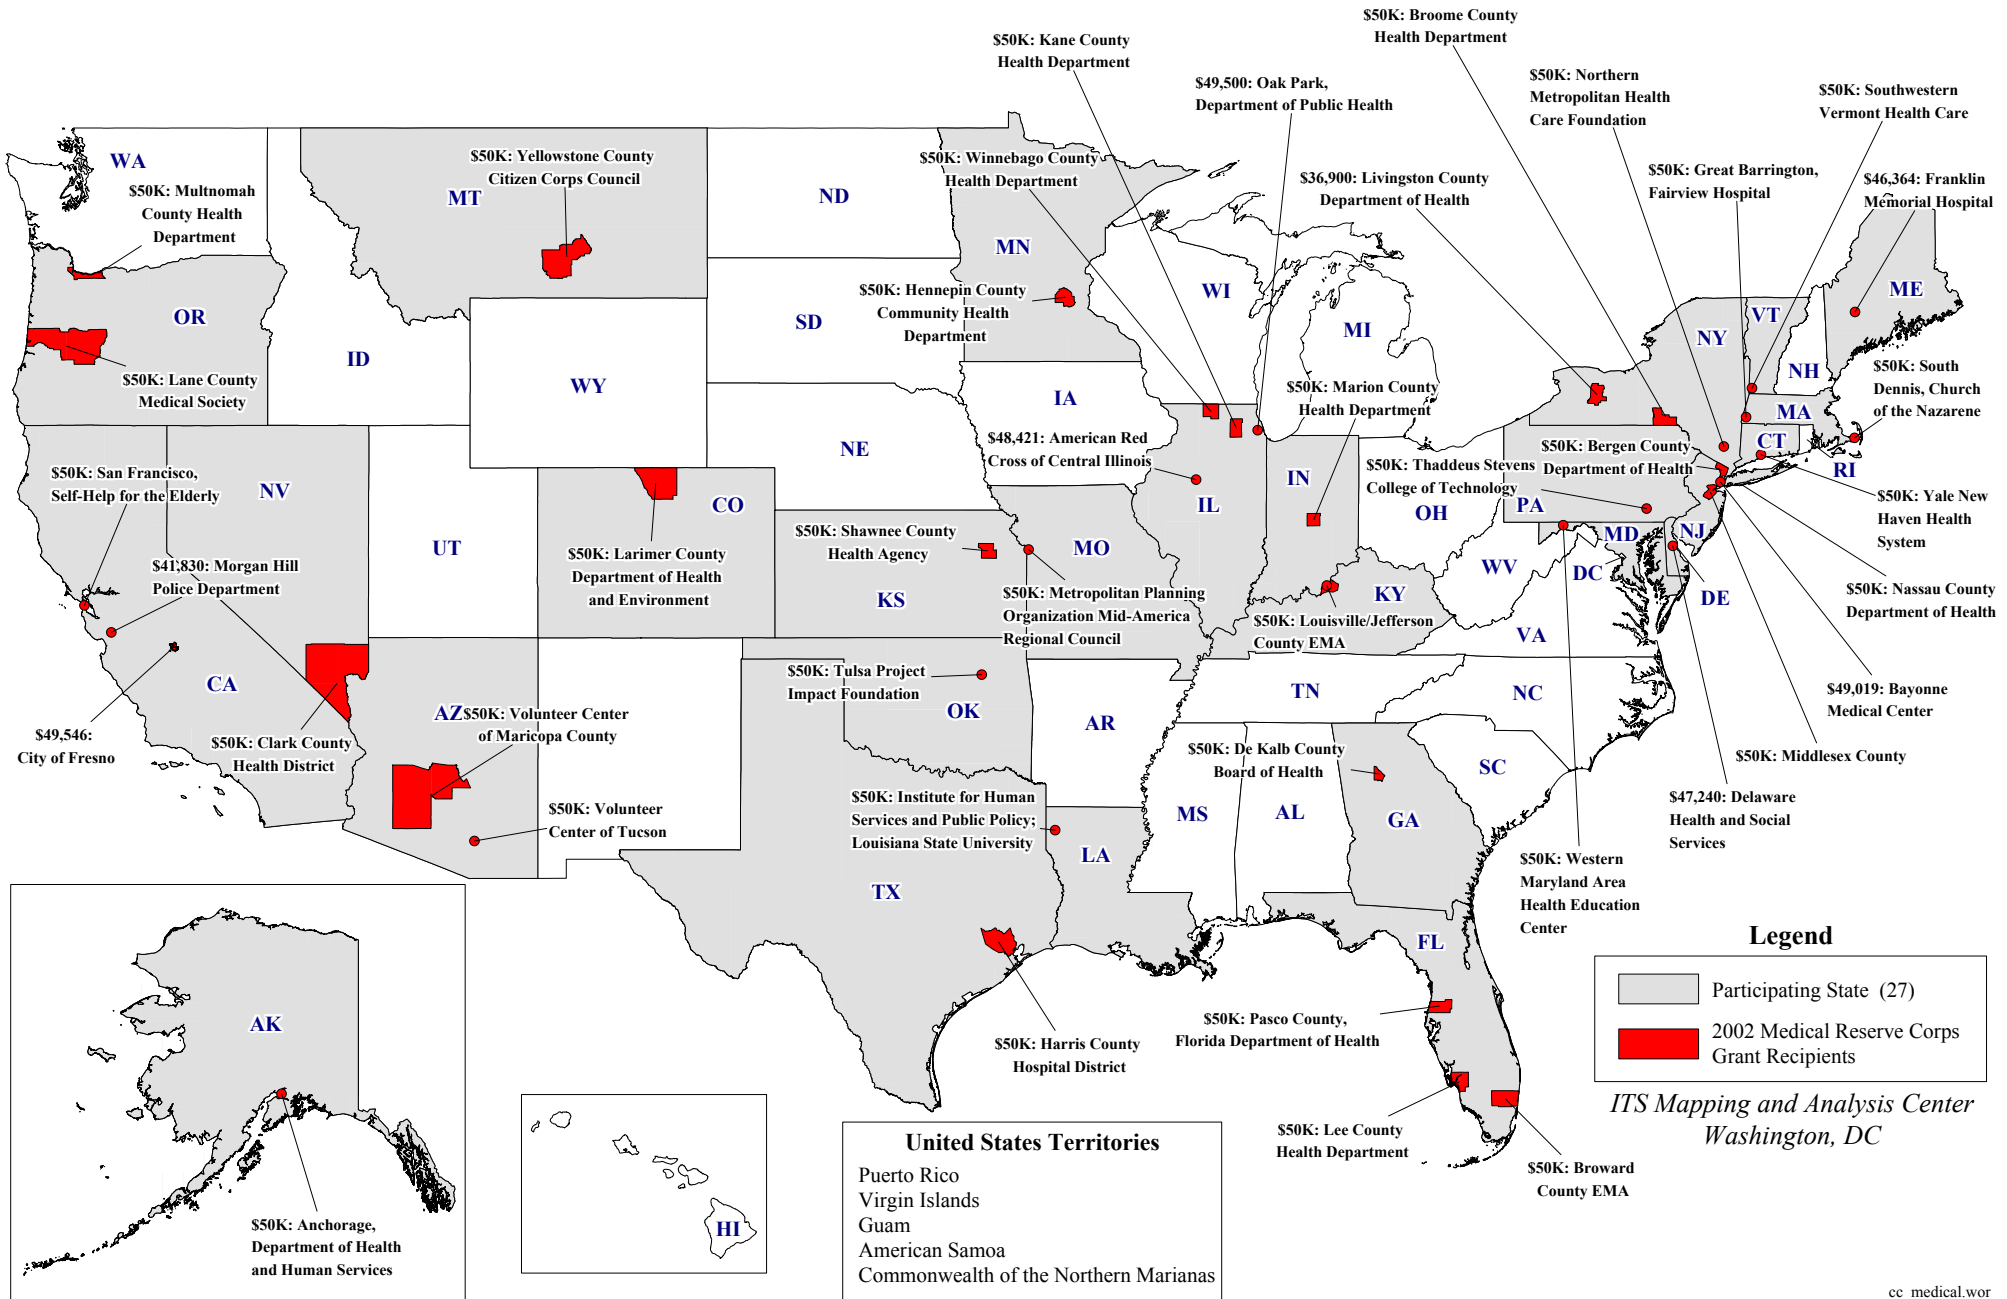 $50K: Broome County
Health Department
$50K: Kane County
Health Department
$49,500: Oak Park,
Department of Public Health
$50K: Northern
Metropolitan Health
Care Foundation
$50K: Southwestern
Vermont Health Care
$50K: Winnebago County
Health Department
$36,900: Livingston County
Department of Health
$50K: Great Barrington,
Fairview Hospital
$46,364: Franklin
Memorial Hospital
WA
$50K: Multnomah
County Health
Department
$50K: Yellowstone County
Citizen Corps Council
MT
ND
MN
$50K: Hennepin County
Community Health
Department
WI
MI
ME
VT
NY
NH
OR
ID
WY
SD
$50K: Lane County
Medical Society
IA
$50K: Marion County
Health Department
$50K: South
Dennis, Church
of the Nazarene
MA
CT
RI
$50K: San Francisco,
Self-Help for the Elderly
NV
NE
$48,421: American Red
Cross of Central Illinois
IL
IN
$50K: Thaddeus Stevens
College of Technology
$50K: Bergen County
Department of Health
OH
PA
$50K: Yale New
Haven Health
System
UT
CO
$50K: Larimer County
Department of Health
and Environment
$50K: Shawnee County
Health Agency
MO
KS
MD
NJ
WV
DC
DE
KY
VA
$50K: Nassau County
Department of Health
$41,830: Morgan Hill
Police Department
$50K: Metropolitan Planning
Organization Mid-America
Regional Council
$50K: Louisville/Jefferson
County EMA
CA
$49,546:
City of Fresno
$50K: Clark County
Health District
AZ
$50K: Volunteer Center
of Maricopa County
$50K: Tulsa Project
Impact Foundation
OK
AR
TN
NC
$49,019: Bayonne
Medical Center
$50K: Middlesex County
$50K: De Kalb County
Board of Health
SC
$50K: Volunteer
Center of Tucson
$50K: Institute for Human
Services and Public Policy;
Louisiana State University
MS
AL
GA
LA
$47,240: Delaware
Health and Social
Services
TX
$50K: Western
Maryland Area
Health Education
Center
FL
Legend
Participating State (27)
2002 Medical Reserve Corps
Grant Recipients
AK
$50K: Harris County
Hospital District
$50K: Pasco County,
Florida Department of Health
ITS Mapping and Analysis Center
Washington, DC
$50K: Lee County
Health Department
$50K: Broward
County EMA
$50K: Anchorage,
Department of Health
and Human Services
HI
United States Territories
Puerto Rico
Virgin Islands
Guam
American Samoa
Commonwealth of the Northern Marianas
cc_medical.wor